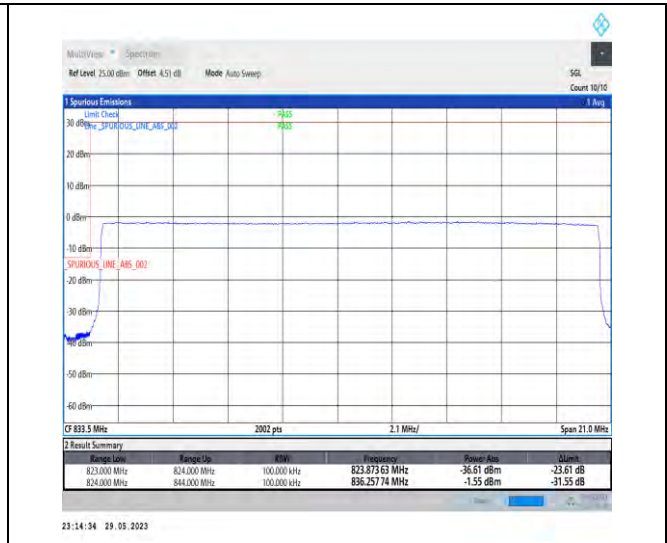 MultiView Spectrum
Ref Level 25.00 dBm Offset 4.51 dB Mode Auto Sweep SGL
Count 10/10
1 Spurious Emissions 1 Avg
Limit Check PASS
30 dBm Line _SPURIOUS_LINE_ABS_002 PASS
20 dBm
10 dBm
0 dBm
-10 dBm
_SPURIOUS_LINE_ABS_002
-20 dBm
-30 dBm
-40 dBm
-50 dBm
-60 dBm
CF 833.5 MHz 2002 pts 2.1 MHz/ Span 21.0 MHz
2 Result Summary
Range Low Range Up RBW Frequency Power Abs ΔLimit
823.000 MHz 824.000 MHz 100.000 kHz 823.873 63 MHz -36.61 dBm -23.61 dB
824.000 MHz 844.000 MHz 100.000 kHz 836.257 74 MHz -1.55 dBm -31.55 dB
23:14:34 29.05.2023